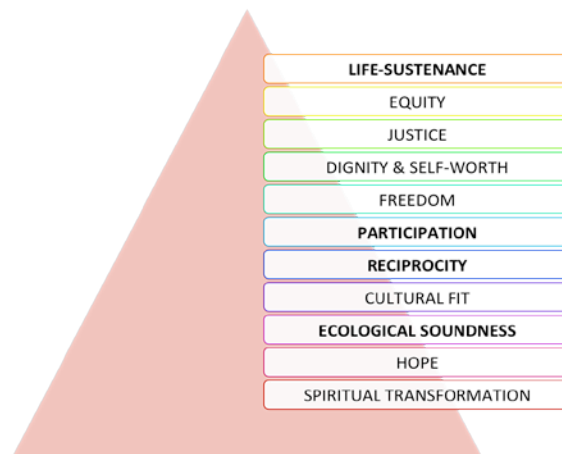 LIFE-SUSTENANCE
EQUITY
JUSTICE
DIGNITY & SELF-WORTH
FREEDOM
PARTICIPATION
RECIPROCITY
CULTURAL FIT
ECOLOGICAL SOUNDNESS
HOPE
SPIRITUAL TRANSFORMATION